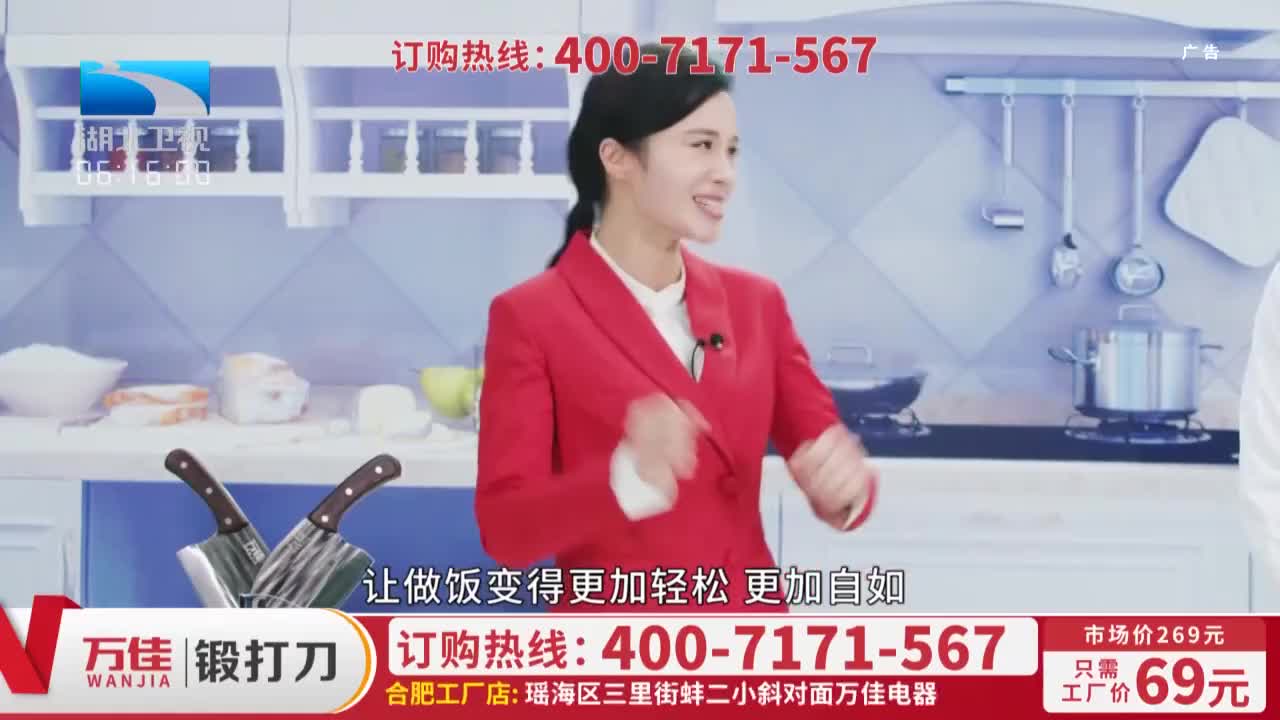 订购热线：400-7171-567
广告
湖北卫视
06:16:00
让做饭变得更加轻松 更加自如
万佳
WANJIA
锻打刀
订购热线：400-7171-567
合肥工厂店：瑶海区三里街蚌二小斜对面万佳电器
市场价269元
只需
工厂价
69元